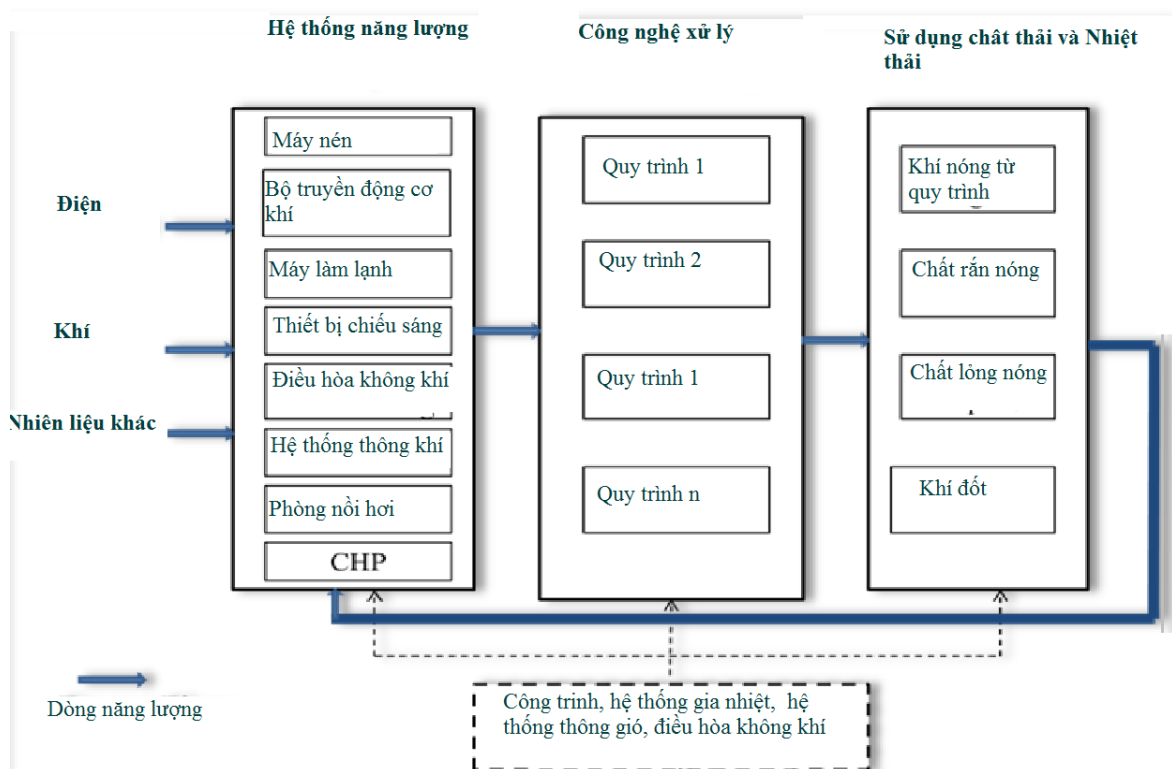 Hệ thống năng lượng
Công nghệ xử lý
Sử dụng chât thải và Nhiệt
thải
Điện
Khí
Nhiên liệu khác
Máy nén
Bộ truyền động cơ
khí
Máy làm lạnh
Thiết bị chiếu sáng
Điều hòa không khí
Hệ thống thông khí
Phòng nồi hơi
CHP
Quy trình 1
Quy trình 2
Quy trình 1
Quy trình n
Khí nóng từ
quy trình
Chất rắn nóng
Chất lỏng nóng
Khí đốt
Dòng năng lượng
Công trinh, hệ thống gia nhiệt, hệ
thống thông gió, điều hòa không khí